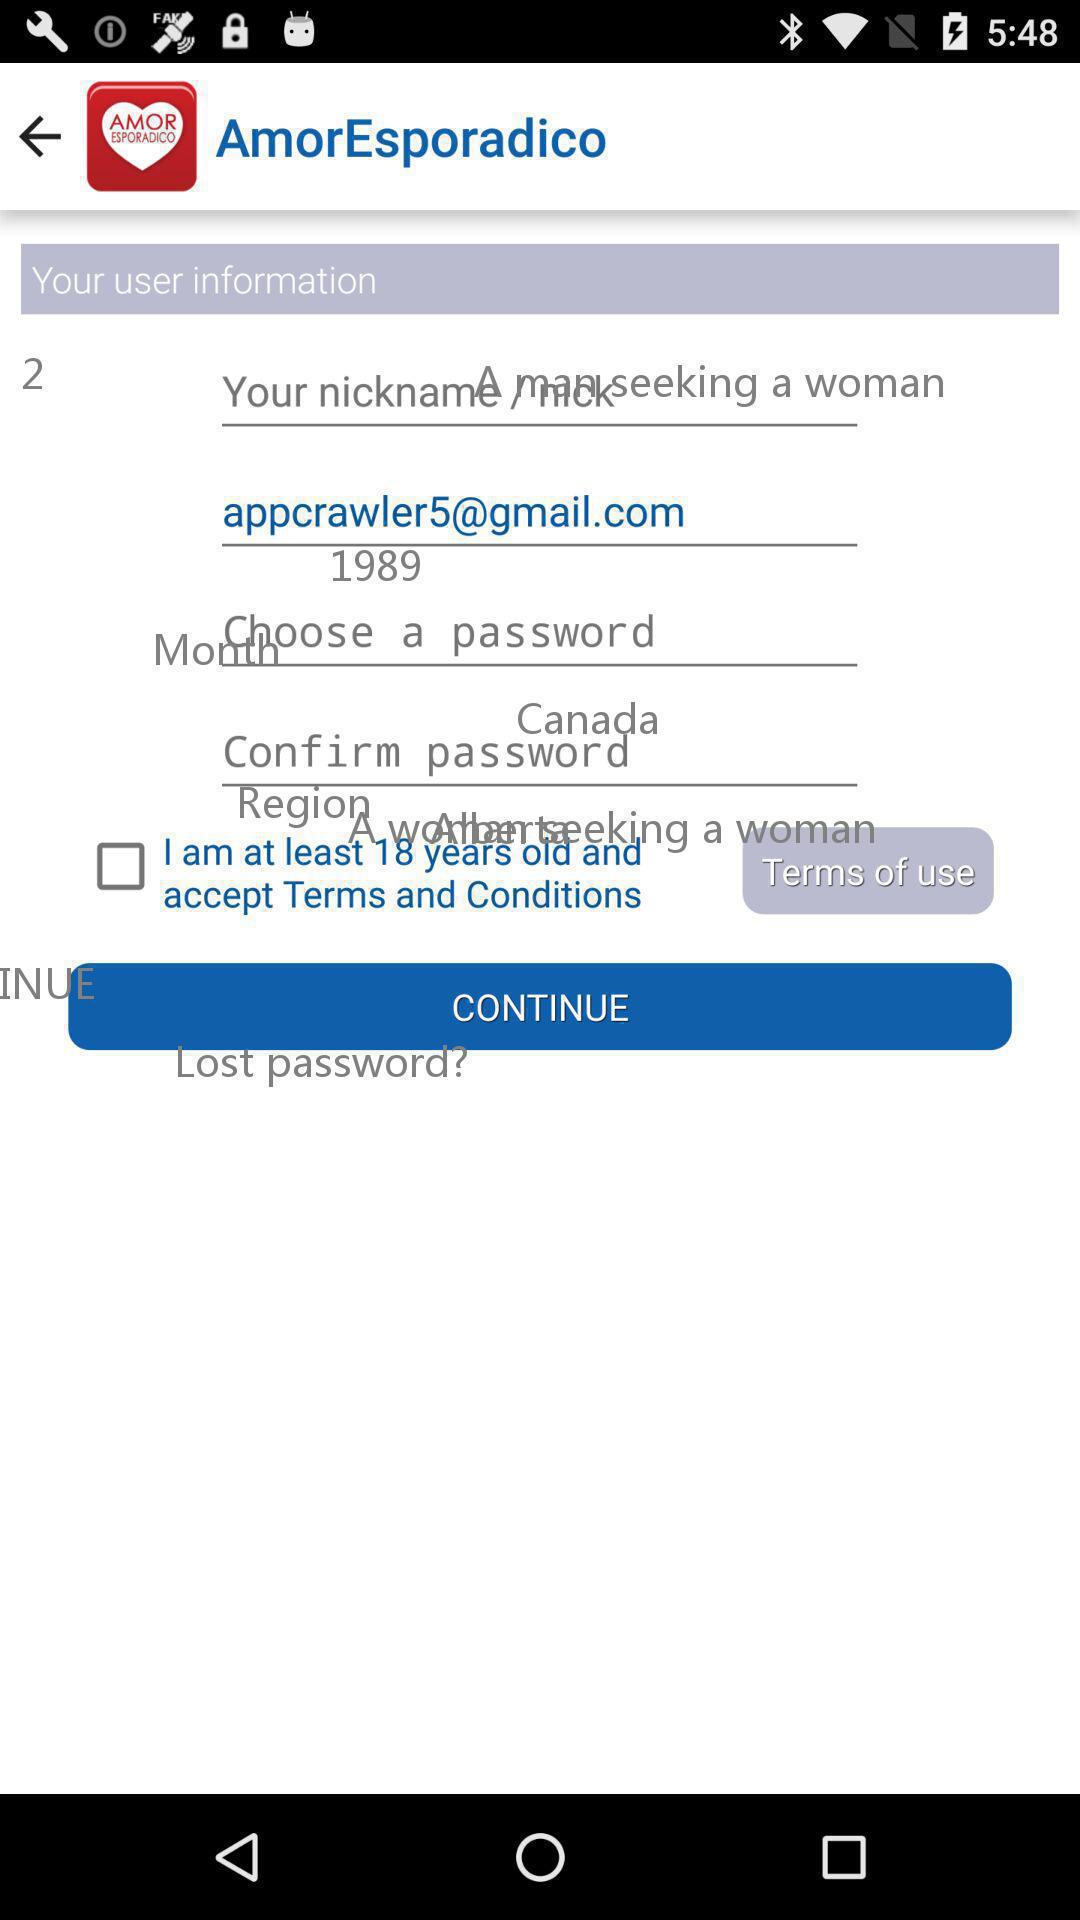 FAKE
5:48
AMOR
ESPORADICO
AmorEsporadico
Your user information
2
Your nickname / nick
A man seeking a woman
appcrawler5@gmail.com
1989
Choose a password
Month
Canada
Confirm password
Region
A woman seeking a woman
Alberta
I am at least 18 years old and
accept Terms and Conditions
Terms of use
INUE
CONTINUE
Lost password?